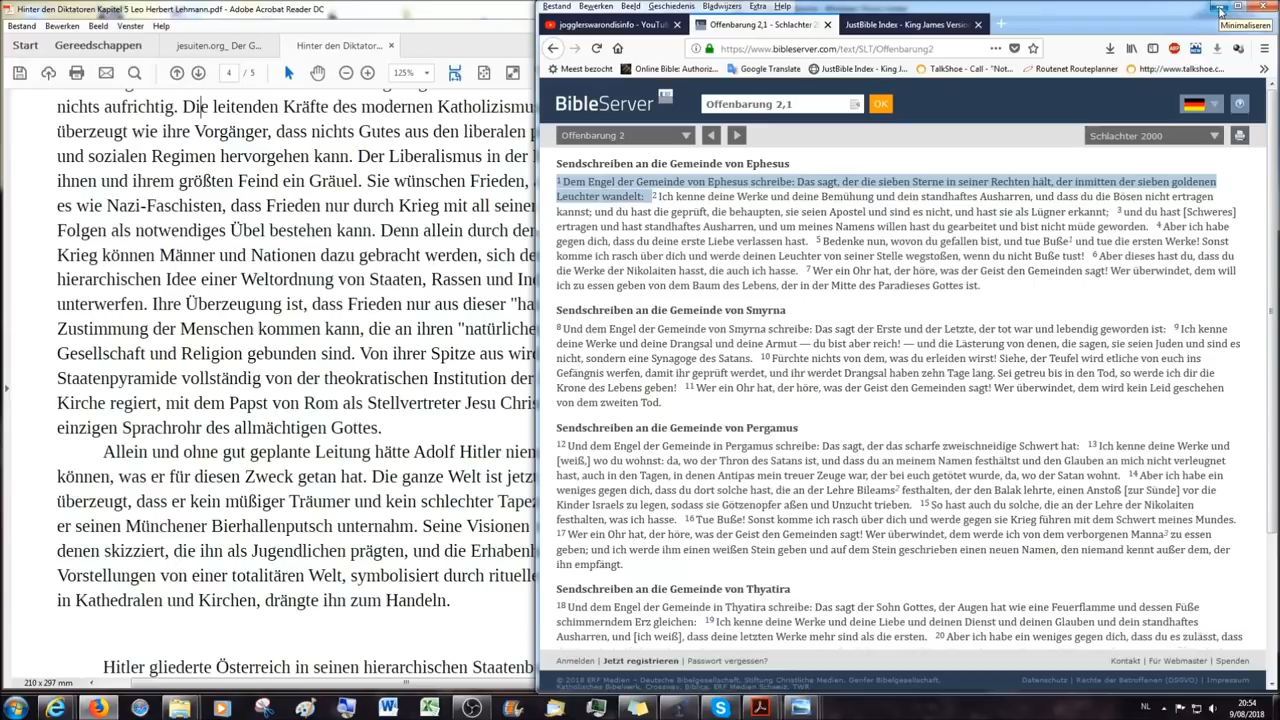 Hinter den Diktatoren Kapitel 5 Leo Herbert Lehmann.pdf - Adobe Acrobat Reader DC
Bestand Bewerken Beeld Venster Help
Start Gereedschappen jesuiten.org_ Der G... Hinter den Diktator... ×
4 / 5 125%
nichts aufrichtig. Die leitenden Kräfte des modernen Katholizismu
überzeugt wie ihre Vorgänger, dass nichts Gutes aus den liberalen
und sozialen Regimen hervorgehen kann. Der Liberalismus in der
ihnen und ihrem größten Feind ein Gräuel. Sie wünschen Frieden,
es wie Nazi-Faschisten, dass Frieden nur durch Krieg mit all seinen
Folgen als notwendiges Übel bestehen kann. Denn allein durch den
Krieg können Männer und Nationen dazu gebracht werden, sich de
hierarchischen Idee einer Weltordnung von Staaten, Rassen und In
unterwerfen. Ihre Überzeugung ist, dass Frieden nur aus dieser "ha
Zustimmung der Menschen kommen kann, die an ihren "natürliche
Gesellschaft und Religion gebunden sind. Von ihrer Spitze aus wir
Staatenpyramide vollständig von der theokratischen Institution der
Kirche regiert, mit dem Papst von Rom als Stellvertreter Jesu Chris
einzigen Sprachrohr des allmächtigen Gottes.
Allein und ohne gut geplante Leitung hätte Adolf Hitler nien
können, was er für diesen Zweck getan hat. Die ganze Welt ist jetzt
überzeugt, dass er kein müßiger Träumer und kein schlechter Tapez
er seinen Münchener Bierhallenputsch unternahm. Seine Visionen
denen skizziert, die ihn als Jugendlichen prägten, und die Erhabenh
Vorstellungen von einer totalitären Welt, symbolisiert durch rituelle
in Kathedralen und Kirchen, drängte ihn zum Handeln.
Hitler gliederte Österreich in seinen hierarchischen Staatenb
210 x 297 mm
Bestand Bewerken Beeld Geschiedenis Bladwijzers Extra Help
Minimaliseren
jogglerswarondisinfo - YouTu × Offenbarung 2,1 - Schlachter 2 × JustBible Index - King James Versio ×
https://www.bibleserver.com/text/SLT/Offenbarung2
Meest bezocht Online Bible: Authoriz... Google Translate JustBible Index - King J... TalkShoe - Call - "Not... Routenet Routeplanner http://www.talkshoe.c...
BibleServer Offenbarung 2,1 OK
Offenbarung 2 Schlachter 2000
Sendschreiben an die Gemeinde von Ephesus
1 Dem Engel der Gemeinde von Ephesus schreibe: Das sagt, der die sieben Sterne in seiner Rechten hält, der inmitten der sieben goldenen
Leuchter wandelt: 2 Ich kenne deine Werke und deine Bemühung und dein standhaftes Ausharren, und dass du die Bösen nicht ertragen
kannst; und du hast die geprüft, die behaupten, sie seien Apostel und sind es nicht, und hast sie als Lügner erkannt; 3 und du hast [Schweres]
ertragen und hast standhaftes Ausharren, und um meines Namens willen hast du gearbeitet und bist nicht müde geworden. 4 Aber ich habe
gegen dich, dass du deine erste Liebe verlassen hast. 5 Bedenke nun, wovon du gefallen bist, und tue Buße1 und tue die ersten Werke! Sonst
komme ich rasch über dich und werde deinen Leuchter von seiner Stelle wegstoßen, wenn du nicht Buße tust! 6 Aber dieses hast du, dass du
die Werke der Nikolaiten hasst, die auch ich hasse. 7 Wer ein Ohr hat, der höre, was der Geist den Gemeinden sagt! Wer überwindet, dem will
ich zu essen geben von dem Baum des Lebens, der in der Mitte des Paradieses Gottes ist.
Sendschreiben an die Gemeinde von Smyrna
8 Und dem Engel der Gemeinde von Smyrna schreibe: Das sagt der Erste und der Letzte, der tot war und lebendig geworden ist: 9 Ich kenne
deine Werke und deine Drangsal und deine Armut — du bist aber reich! — und die Lästerung von denen, die sagen, sie seien Juden und sind es
nicht, sondern eine Synagoge des Satans. 10 Fürchte nichts von dem, was du erleiden wirst! Siehe, der Teufel wird etliche von euch ins
Gefängnis werfen, damit ihr geprüft werdet, und ihr werdet Drangsal haben zehn Tage lang. Sei getreu bis in den Tod, so werde ich dir die
Krone des Lebens geben! 11 Wer ein Ohr hat, der höre, was der Geist den Gemeinden sagt! Wer überwindet, dem wird kein Leid geschehen
von dem zweiten Tod.
Sendschreiben an die Gemeinde von Pergamus
12 Und dem Engel der Gemeinde in Pergamus schreibe: Das sagt, der das scharfe zweischneidige Schwert hat: 13 Ich kenne deine Werke und
[weiß,] wo du wohnst: da, wo der Thron des Satans ist, und dass du an meinem Namen festhältst und den Glauben an mich nicht verleugnet
hast, auch in den Tagen, in denen Antipas mein treuer Zeuge war, der bei euch getötet wurde, da, wo der Satan wohnt. 14 Aber ich habe ein
weniges gegen dich, dass du dort solche hast, die an der Lehre Bileams2 festhalten, der den Balak lehrte, einen Anstoß [zur Sünde] vor die
Kinder Israels zu legen, sodass sie Götzenopfer aßen und Unzucht trieben. 15 So hast auch du solche, die an der Lehre der Nikolaiten
festhalten, was ich hasse. 16 Tue Buße! Sonst komme ich rasch über dich und werde gegen sie Krieg führen mit dem Schwert meines Mundes.
17 Wer ein Ohr hat, der höre, was der Geist den Gemeinden sagt! Wer überwindet, dem werde ich von dem verborgenen Manna3 zu essen
geben; und ich werde ihm einen weißen Stein geben und auf dem Stein geschrieben einen neuen Namen, den niemand kennt außer dem, der
ihn empfängt.
Sendschreiben an die Gemeinde von Thyatira
18 Und dem Engel der Gemeinde in Thyatira schreibe: Das sagt der Sohn Gottes, der Augen hat wie eine Feuerflamme und dessen Füße
schimmerndem Erz gleichen: 19 Ich kenne deine Werke und deine Liebe und deinen Dienst und deinen Glauben und dein standhaftes
Ausharren, und [ich weiß], dass deine letzten Werke mehr sind als die ersten. 20 Aber ich habe ein weniges gegen dich, dass du es zulässt, dass
Anmelden | Jetzt registrieren | Passwort vergessen? Kontakt | Für Webmaster | Spenden
© 2018 ERF Medien – Deutsche Bibelgesellschaft, Stiftung Christliche Medien, Genfer Bibelgesellschaft, Datenschutz | Rechte der Betroffenen (DSGVO) | Impressum
Katholisches Bibelwerk, Crossway, Biblica, ERF Medien Schweiz, TWR
NL 20:54
9/08/2018